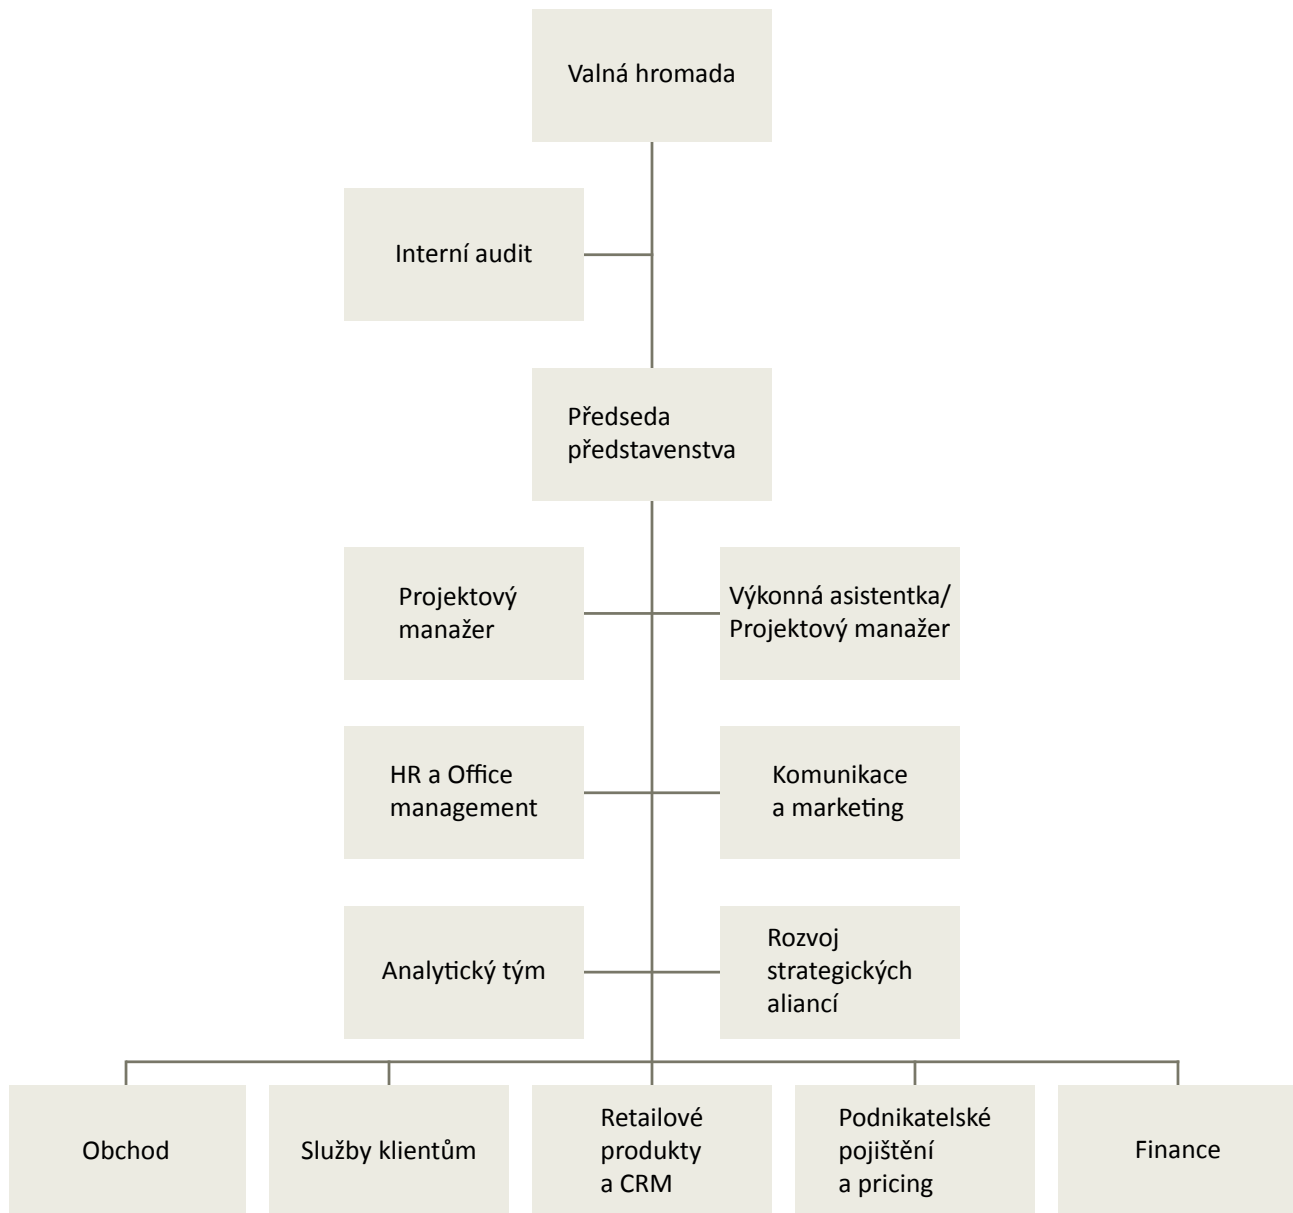 Valná hromada
Interní audit
Předseda
představenstva
Projektový
manažer
Výkonná asistentka/
Projektový manažer
HR a Office
management
Komunikace
a marketing
Analytický tým
Rozvoj
strategických
aliancí
Obchod
Služby klientům
Retailové
produkty
a CRM
Podnikatelské
pojištění
a pricing
Finance